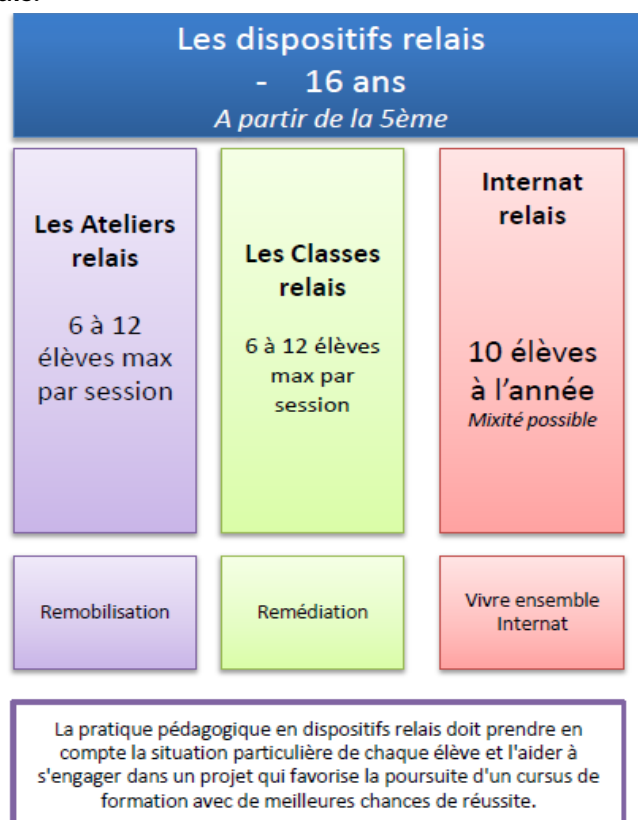 Les dispositifs relais
- 16 ans
A partir de la 5ème
Les Ateliers
relais
6 à 12
élèves max
par session
Les Classes
relais
6 à 12 élèves
max par
session
Internat
relais
10 élèves
à l'année
Mixité possible
Remobilisation
Remédiation
Vivre ensemble
Internat
La pratique pédagogique en dispositifs relais doit prendre en
compte la situation particulière de chaque élève et l'aider à
s'engager dans un projet qui favorise la poursuite d'un cursus de
formation avec de meilleures chances de réussite.